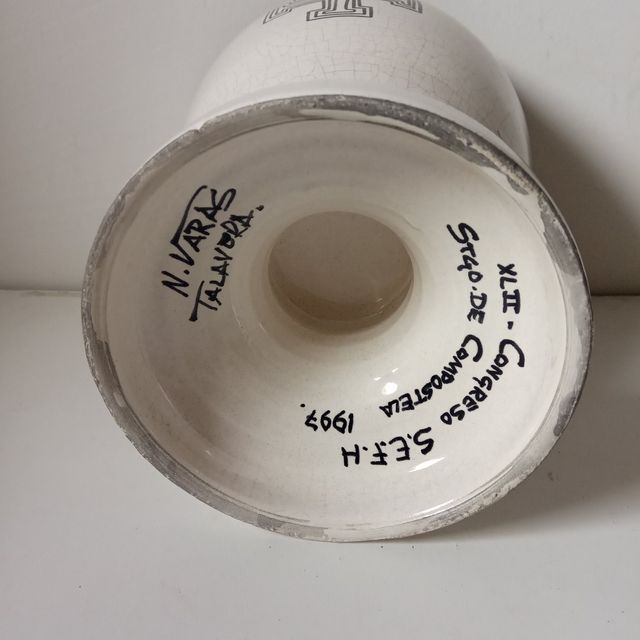 N. VARAS
TALAVERA.
XLII - CONGRESO S.E.F.H
STGO. DE COMPOSTELA 1997.